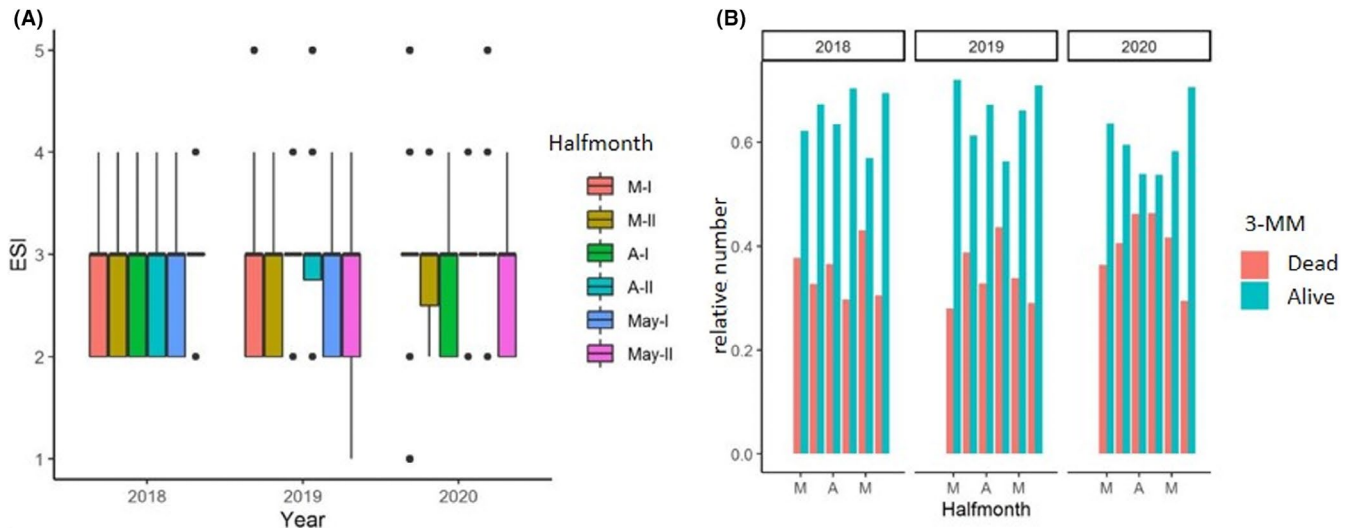 (A)
ESI
5
4
3
2
1
2018 2019 2020
Year
Halfmonth
M-I
M-II
A-I
A-II
May-I
May-II
(B)
2018 2019 2020
relative number
0.6
0.4
0.2
0.0
M A M M A M M A M
Halfmonth
3-MM
Dead
Alive